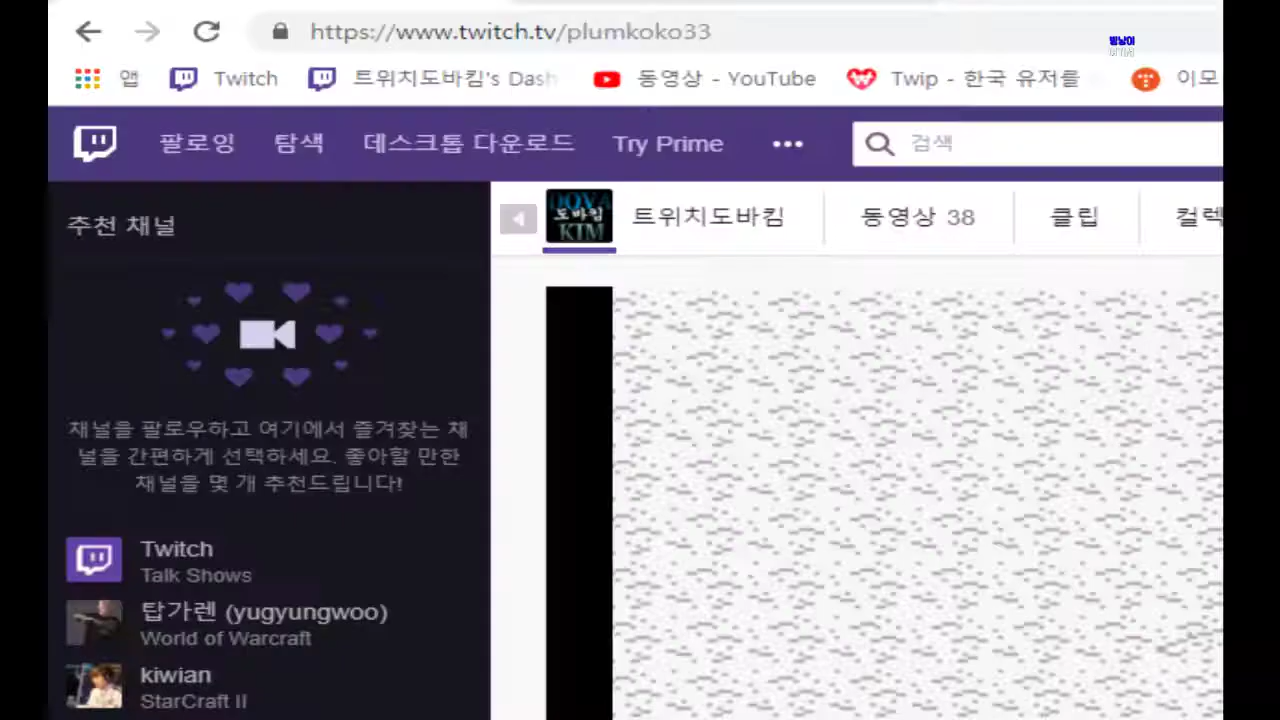 https://www.twitch.tv/plumkoko33
앱 Twitch 트위치도바킴's Dash 동영상 - YouTube Twip - 한국 유저를 이모
팔로잉 탐색 데스크톱 다운로드 Try Prime ••• 검색
추천 채널
DOVA
도바킴
KIM
트위치도바킴 동영상 38 클립 컬렉
채널을 팔로우하고 여기에서 즐겨찾는 채
널을 간편하게 선택하세요. 좋아할 만한
채널을 몇 개 추천드립니다!
Twitch
Talk Shows
탑가렌 (yugyungwoo)
World of Warcraft
kiwian
StarCraft II